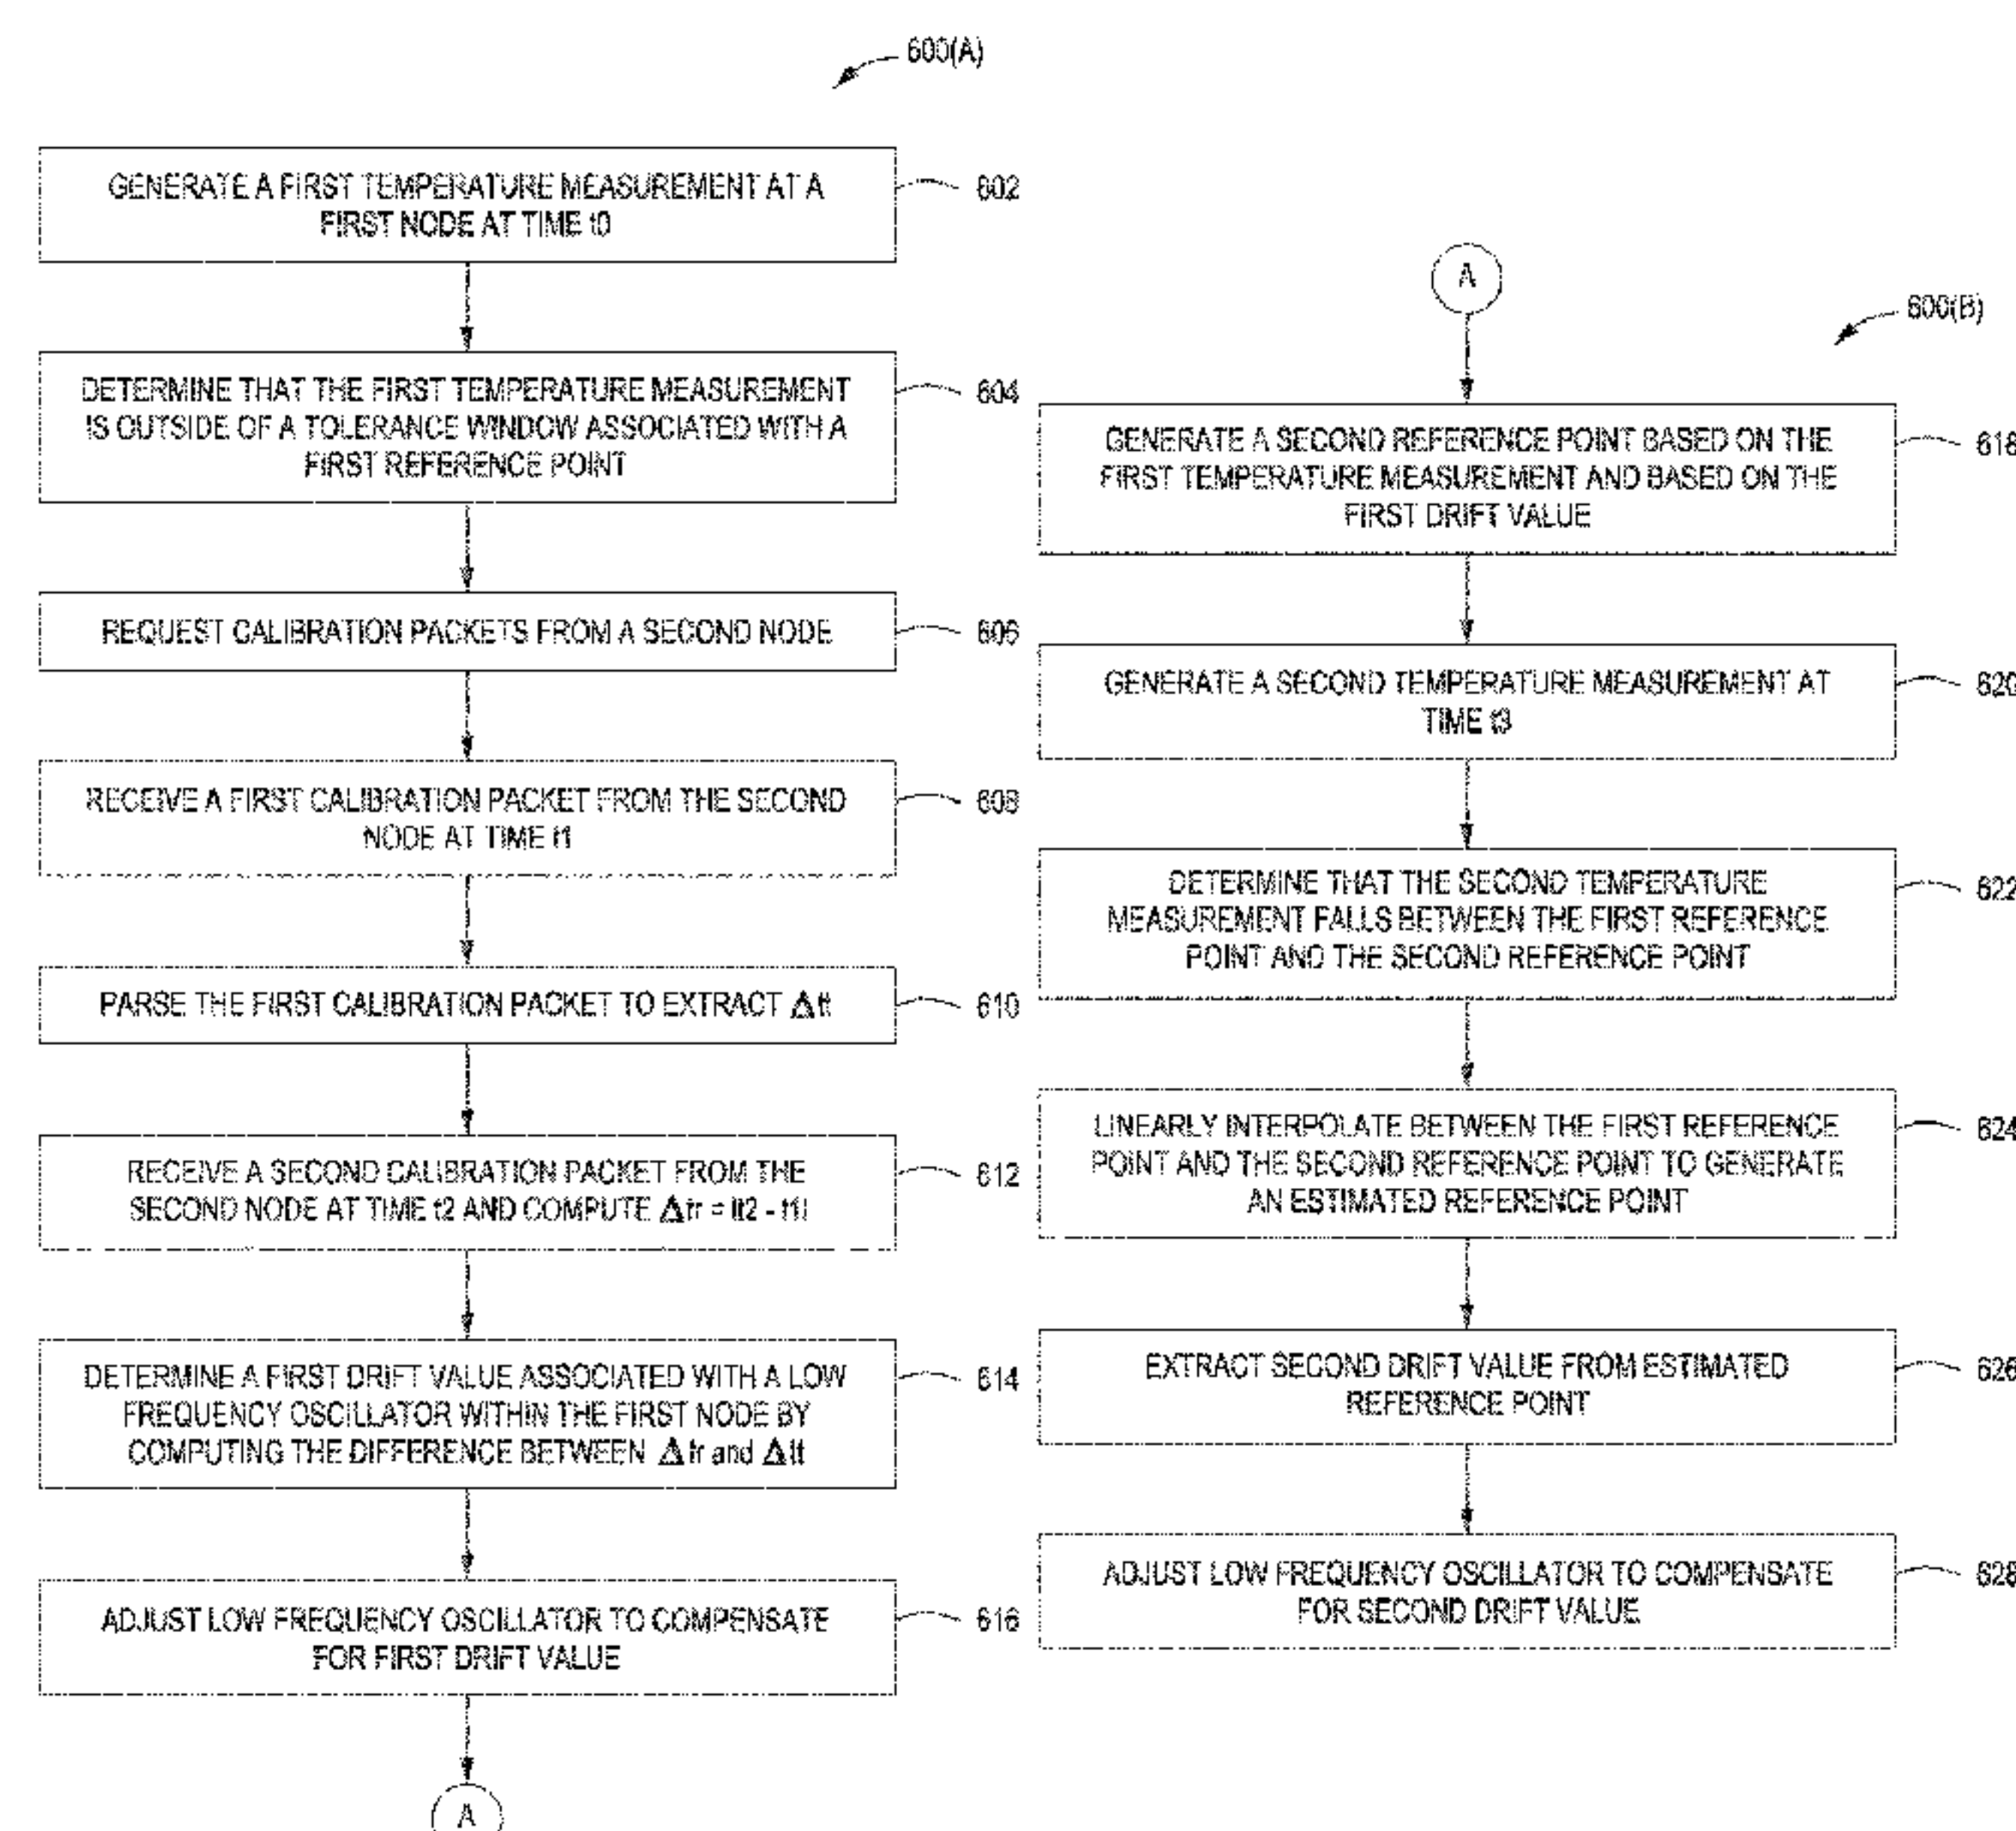 600(A)
GENERATE A FIRST TEMPERATURE MEASUREMENT AT A
FIRST NODE AT TIME t0
602
DETERMINE THAT THE FIRST TEMPERATURE MEASUREMENT
IS OUTSIDE OF A TOLERANCE WINDOW ASSOCIATED WITH A
FIRST REFERENCE POINT
604
REQUEST CALIBRATION PACKETS FROM A SECOND NODE
606
RECEIVE A FIRST CALIBRATION PACKET FROM THE SECOND
NODE AT TIME t1
608
PARSE THE FIRST CALIBRATION PACKET TO EXTRACT Δtt
610
RECEIVE A SECOND CALIBRATION PACKET FROM THE
SECOND NODE AT TIME t2 AND COMPUTE Δtr = |t2 - t1|
612
DETERMINE A FIRST DRIFT VALUE ASSOCIATED WITH A LOW
FREQUENCY OSCILLATOR WITHIN THE FIRST NODE BY
COMPUTING THE DIFFERENCE BETWEEN Δtr and Δtt
614
ADJUST LOW FREQUENCY OSCILLATOR TO COMPENSATE
FOR FIRST DRIFT VALUE
616
A
A
600(B)
GENERATE A SECOND REFERENCE POINT BASED ON THE
FIRST TEMPERATURE MEASUREMENT AND BASED ON THE
FIRST DRIFT VALUE
618
GENERATE A SECOND TEMPERATURE MEASUREMENT AT
TIME t3
620
DETERMINE THAT THE SECOND TEMPERATURE
MEASUREMENT FALLS BETWEEN THE FIRST REFERENCE
POINT AND THE SECOND REFERENCE POINT
622
LINEARLY INTERPOLATE BETWEEN THE FIRST REFERENCE
POINT AND THE SECOND REFERENCE POINT TO GENERATE
AN ESTIMATED REFERENCE POINT
624
EXTRACT SECOND DRIFT VALUE FROM ESTIMATED
REFERENCE POINT
626
ADJUST LOW FREQUENCY OSCILLATOR TO COMPENSATE
FOR SECOND DRIFT VALUE
628